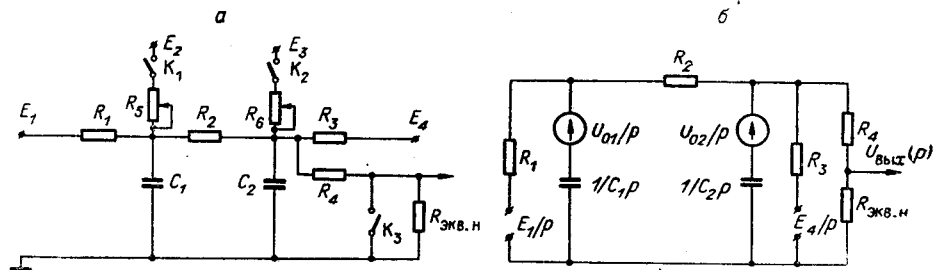 а
E₂
K₁
E₃
K₂
E₁
R₁
R₅
R₂
R₆
R₃
E₄
R₄
C₁
C₂
K₃
Rэкв.н
б
R₂
R₁
U₀₁/p
1/C₁p
E₁/p
U₀₂/p
1/C₂p
R₃
E₄/p
R₄
Uвых(p)
Rэкв.н